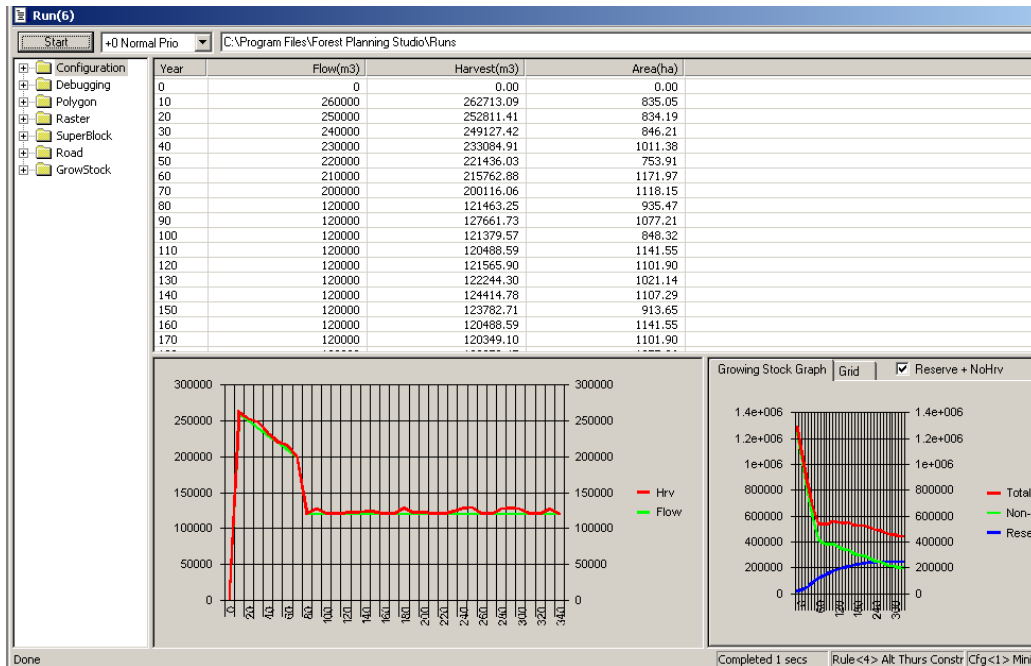 Run(6)
Start +0 Normal Prio C:\Program Files\Forest Planning Studio\Runs
Configuration
Debugging
Polygon
Raster
SuperBlock
Road
GrowStock
Year Flow(m3) Harvest(m3) Area(ha)
0 0 0.00 0.00
10 260000 262713.09 835.05
20 250000 252811.41 834.19
30 240000 249127.42 846.21
40 230000 233084.91 1011.38
50 220000 221436.03 753.91
60 210000 215762.88 1171.97
70 200000 200116.06 1118.15
80 120000 121463.25 935.47
90 120000 127661.73 1077.21
100 120000 121379.57 848.32
110 120000 120488.59 1141.55
120 120000 121565.90 1101.90
130 120000 122244.30 1021.14
140 120000 124414.78 1107.29
150 120000 123782.71 913.65
160 120000 120488.59 1141.55
170 120000 120349.10 1101.90
300000 300000
250000 250000
200000 200000
150000 150000
100000 100000
50000 50000
0 0
0 20 40 60 80 100 120 140 160 180 200 220 240 260 280 300 320 340
Hrv
Flow
Growing Stock Graph Grid Reserve + NoHrv
1.4e+006 1.4e+006
1.2e+006 1.2e+006
1e+006 1e+006
800000 800000
600000 600000
400000 400000
200000 200000
0 0
0 60 120 180 240 300
Total
Non-
Rese
Done Completed 1 secs Rule<4> Alt Thurs Constr Cfg<1> Mini